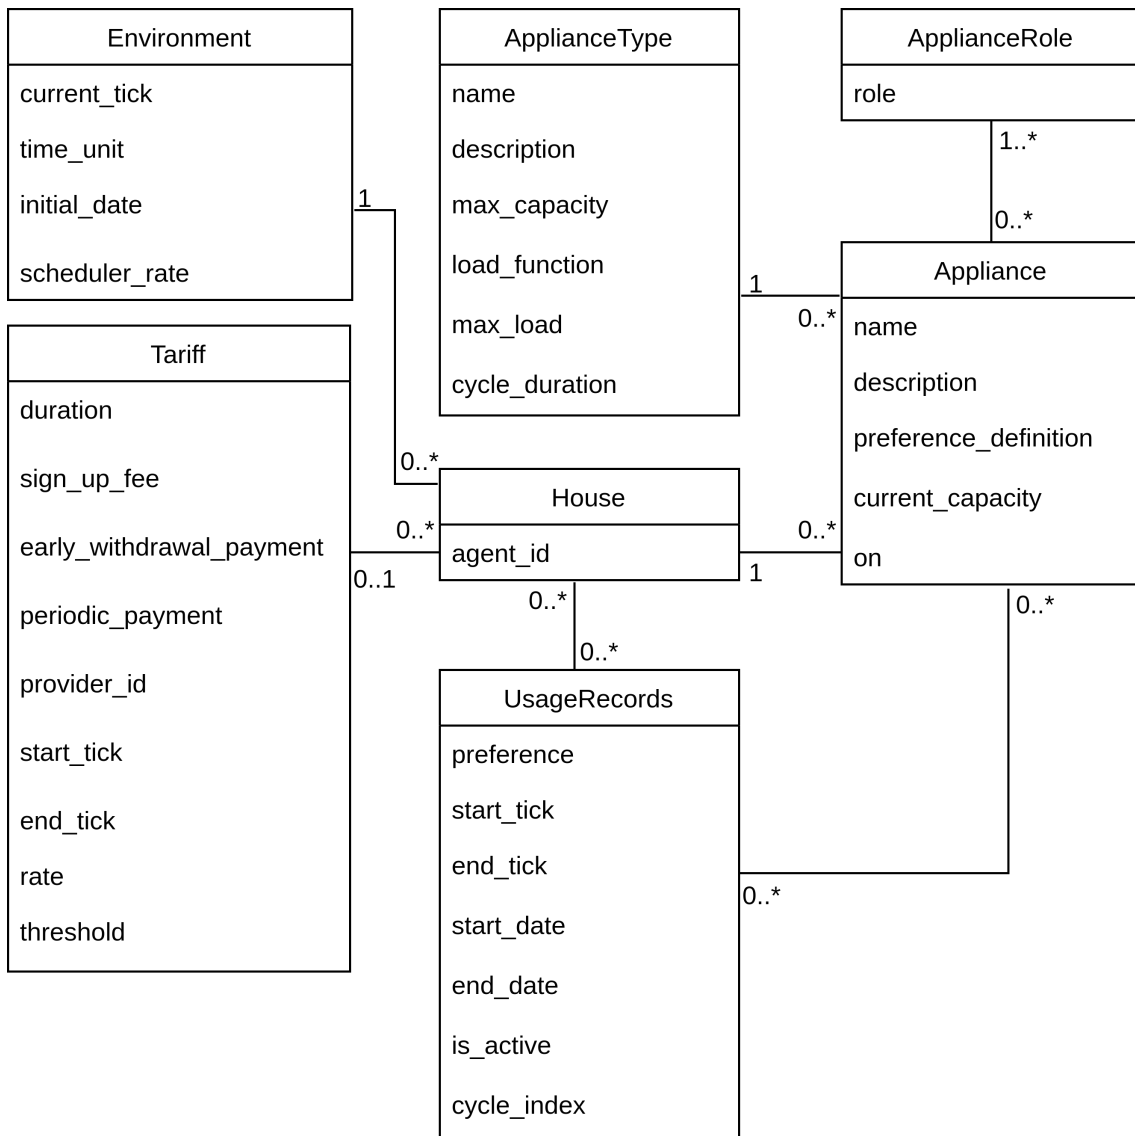 Environment
current_tick
time_unit
initial_date
scheduler_rate
1
0..*
Tariff
duration
sign_up_fee
early_withdrawal_payment
periodic_payment
provider_id
start_tick
end_tick
rate
threshold
0..*
0..1
ApplianceType
name
description
max_capacity
load_function
max_load
cycle_duration
1
0..*
House
agent_id
0..*
1
0..*
0..*
UsageRecords
preference
start_tick
end_tick
start_date
end_date
is_active
cycle_index
0..*
ApplianceRole
role
1..*
0..*
Appliance
name
description
preference_definition
current_capacity
on
0..*